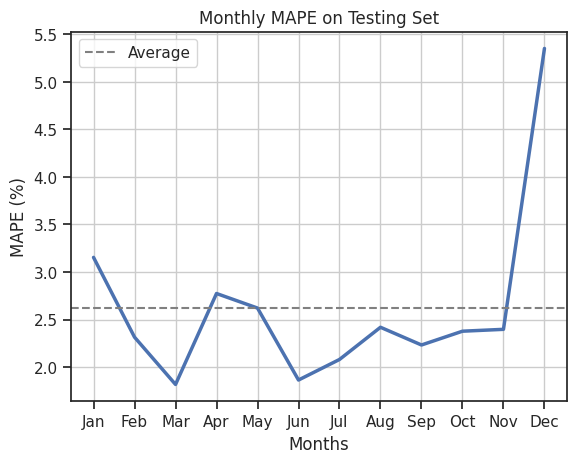 Monthly MAPE on Testing Set
Average
MAPE (%)
5.5
5.0
4.5
4.0
3.5
3.0
2.5
2.0
Jan Feb Mar Apr May Jun Jul Aug Sep Oct Nov Dec
Months